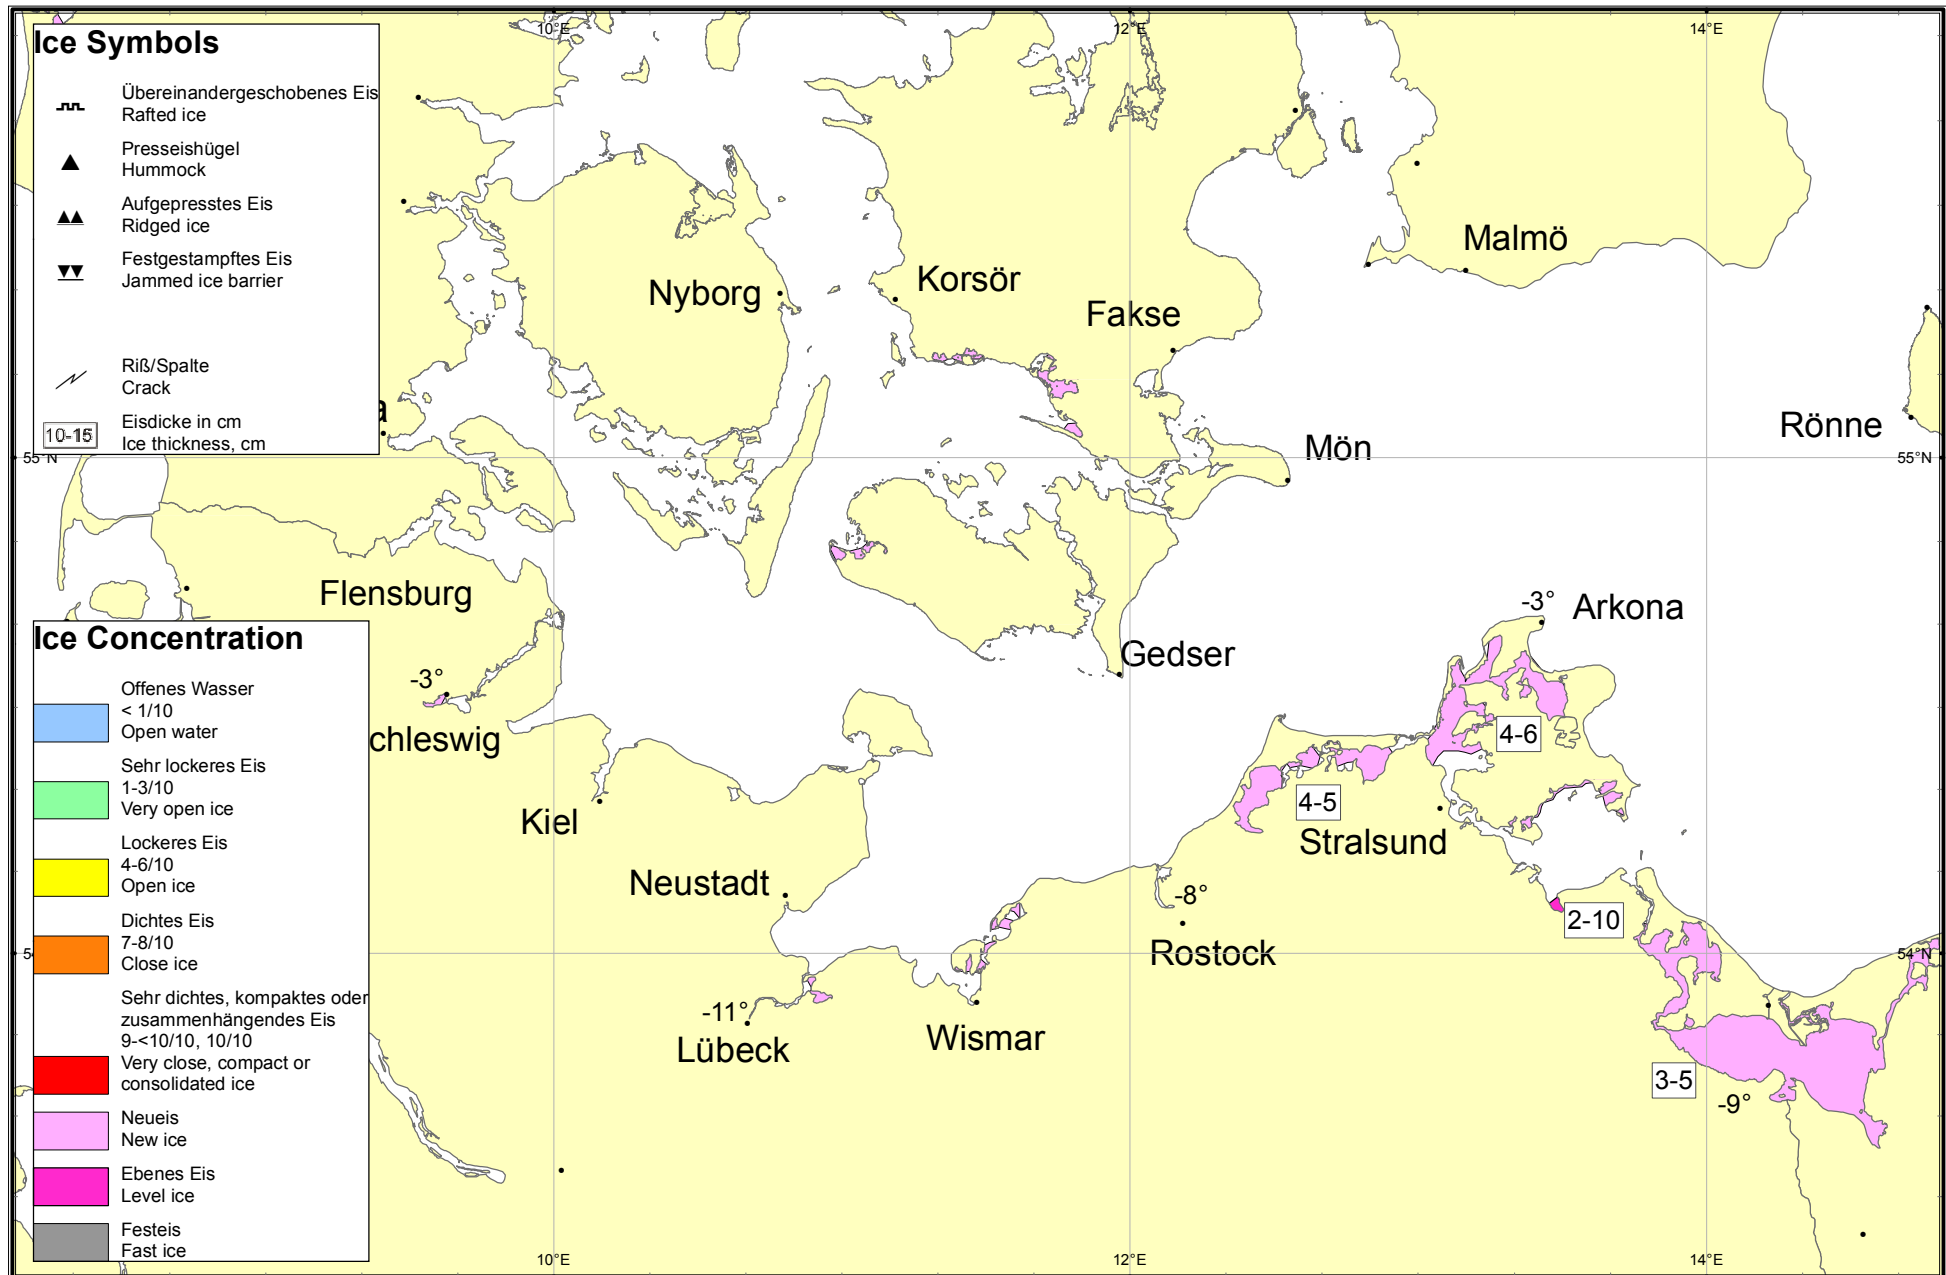 Ice Symbols
Übereinandergeschobenes Eis
Rafted ice
Presseishügel
Hummock
Aufgepresstes Eis
Ridged ice
Festgestampftes Eis
Jammed ice barrier
Riß/Spalte
Crack
10-15
Eisdicke in cm
Ice thickness, cm
10°E
12°E
14°E
Malmö
Nyborg
Korsör
Fakse
a
Rönne
Mön
55°N
55°N
Flensburg
-3°
Arkona
Gedser
-3°
chleswig
4-6
4-5
Kiel
Stralsund
Neustadt
-8°
2-10
Rostock
54°N
5
-11°
Lübeck
Wismar
3-5
-9°
Ice Concentration
Offenes Wasser
< 1/10
Open water
Sehr lockeres Eis
1-3/10
Very open ice
Lockeres Eis
4-6/10
Open ice
Dichtes Eis
7-8/10
Close ice
Sehr dichtes, kompaktes oder
zusammenhängendes Eis
9-<10/10, 10/10
Very close, compact or
consolidated ice
Neueis
New ice
Ebenes Eis
Level ice
Festeis
Fast ice
10°E
12°E
14°E